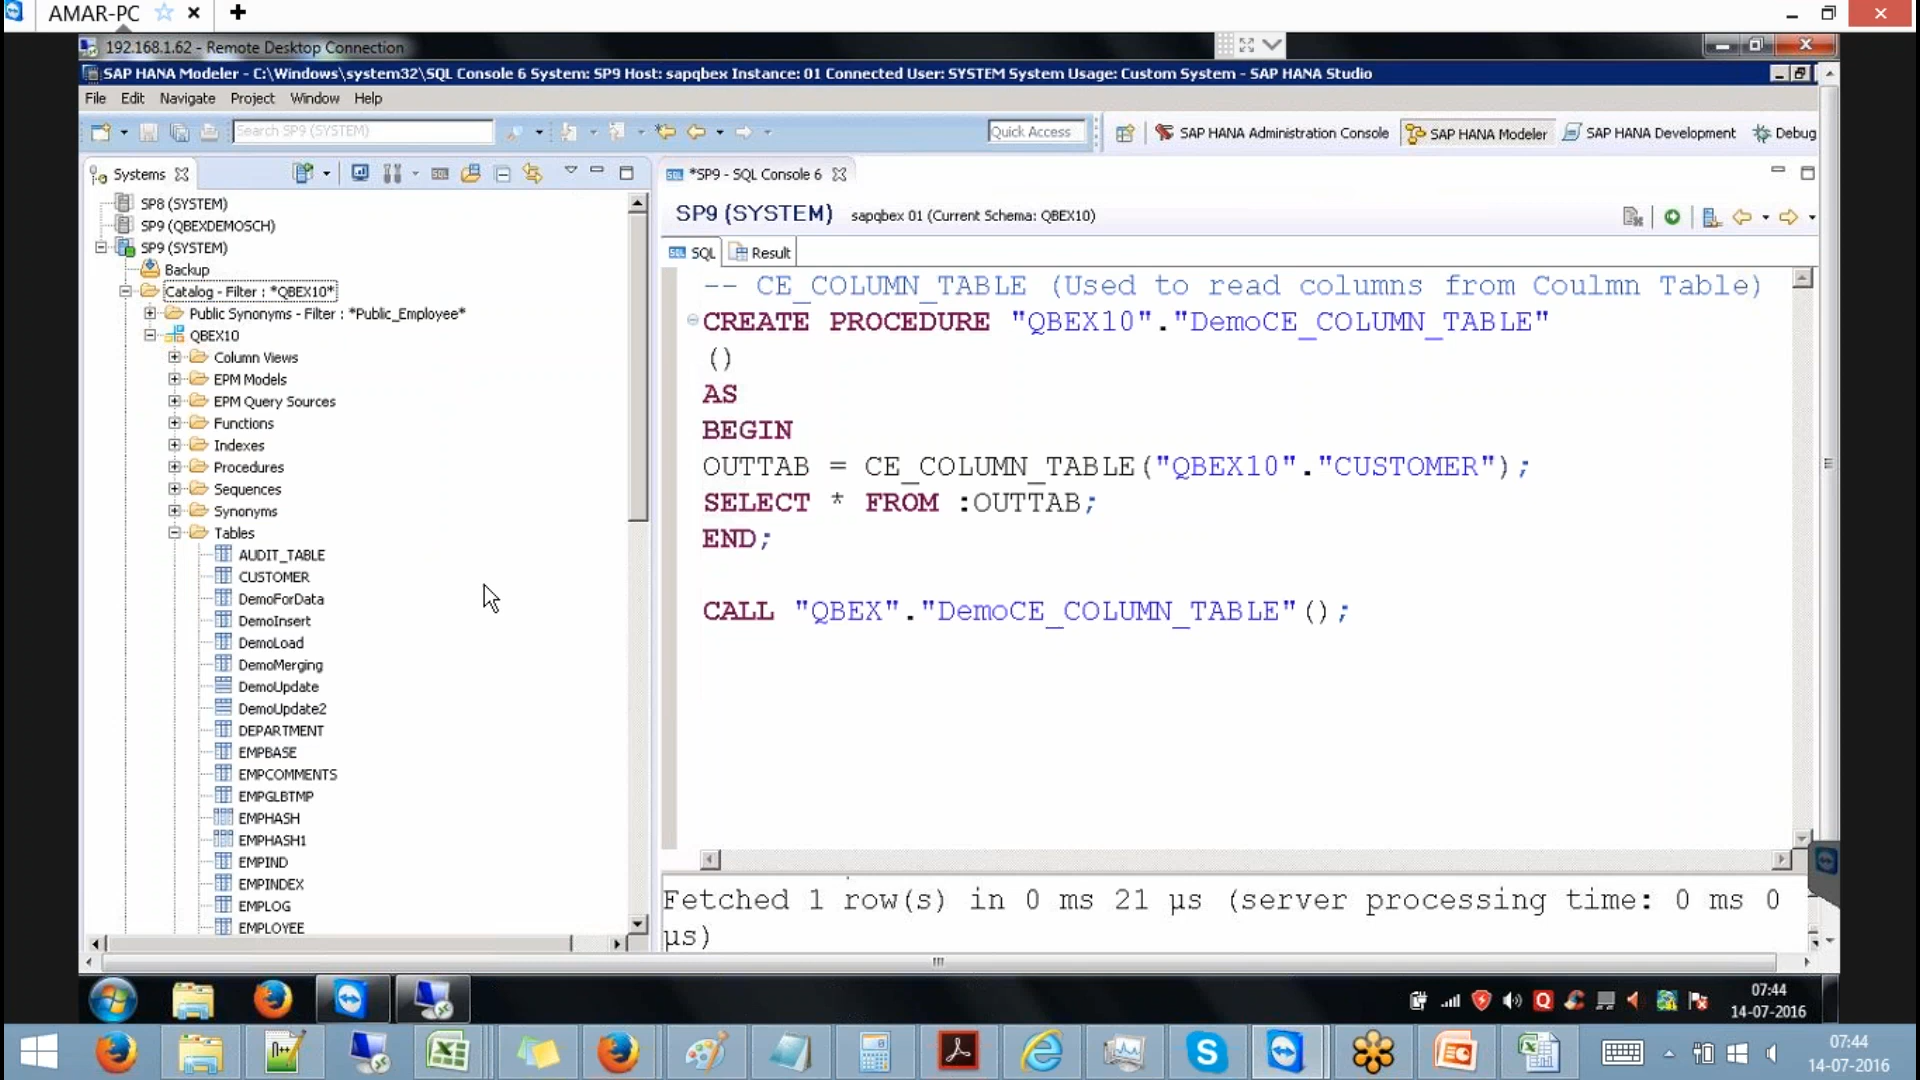 AMAR-PC
192.168.1.62 - Remote Desktop Connection
SAP HANA Modeler - C:\Windows\system32\SQL Console 6 System: SP9 Host: sapqbex Instance: 01 Connected User: SYSTEM System Usage: Custom System - SAP HANA Studio
File Edit Navigate Project Window Help
Search SP9 (SYSTEM)
Quick Access
SAP HANA Administration Console
SAP HANA Modeler
SAP HANA Development
Debug
Systems
SP8 (SYSTEM)
SP9 (QBEXDEMOSCH)
SP9 (SYSTEM)
Backup
Catalog - Filter : *QBEX10*
Public Synonyms - Filter : *Public_Employee*
QBEX10
Column Views
EPM Models
EPM Query Sources
Functions
Indexes
Procedures
Sequences
Synonyms
Tables
AUDIT_TABLE
CUSTOMER
DemoForData
DemoInsert
DemoLoad
DemoMerging
DemoUpdate
DemoUpdate2
DEPARTMENT
EMPBASE
EMPCOMMENTS
EMPGLBTMP
EMPHASH
EMPHASH1
EMPIND
EMPINDEX
EMPLOG
EMPLOYEE
*SP9 - SQL Console 6
SP9 (SYSTEM) sapqbex 01 (Current Schema: QBEX10)
SQL Result
-- CE_COLUMN_TABLE (Used to read columns from Coulmn Table)
CREATE PROCEDURE "QBEX10"."DemoCE_COLUMN_TABLE"
()
AS
BEGIN
OUTTAB = CE_COLUMN_TABLE("QBEX10"."CUSTOMER");
SELECT * FROM :OUTTAB;
END;
CALL "QBEX"."DemoCE_COLUMN_TABLE"();
Fetched 1 row(s) in 0 ms 21 µs (server processing time: 0 ms 0
µs)
07:44
14-07-2016
07:44
14-07-2016